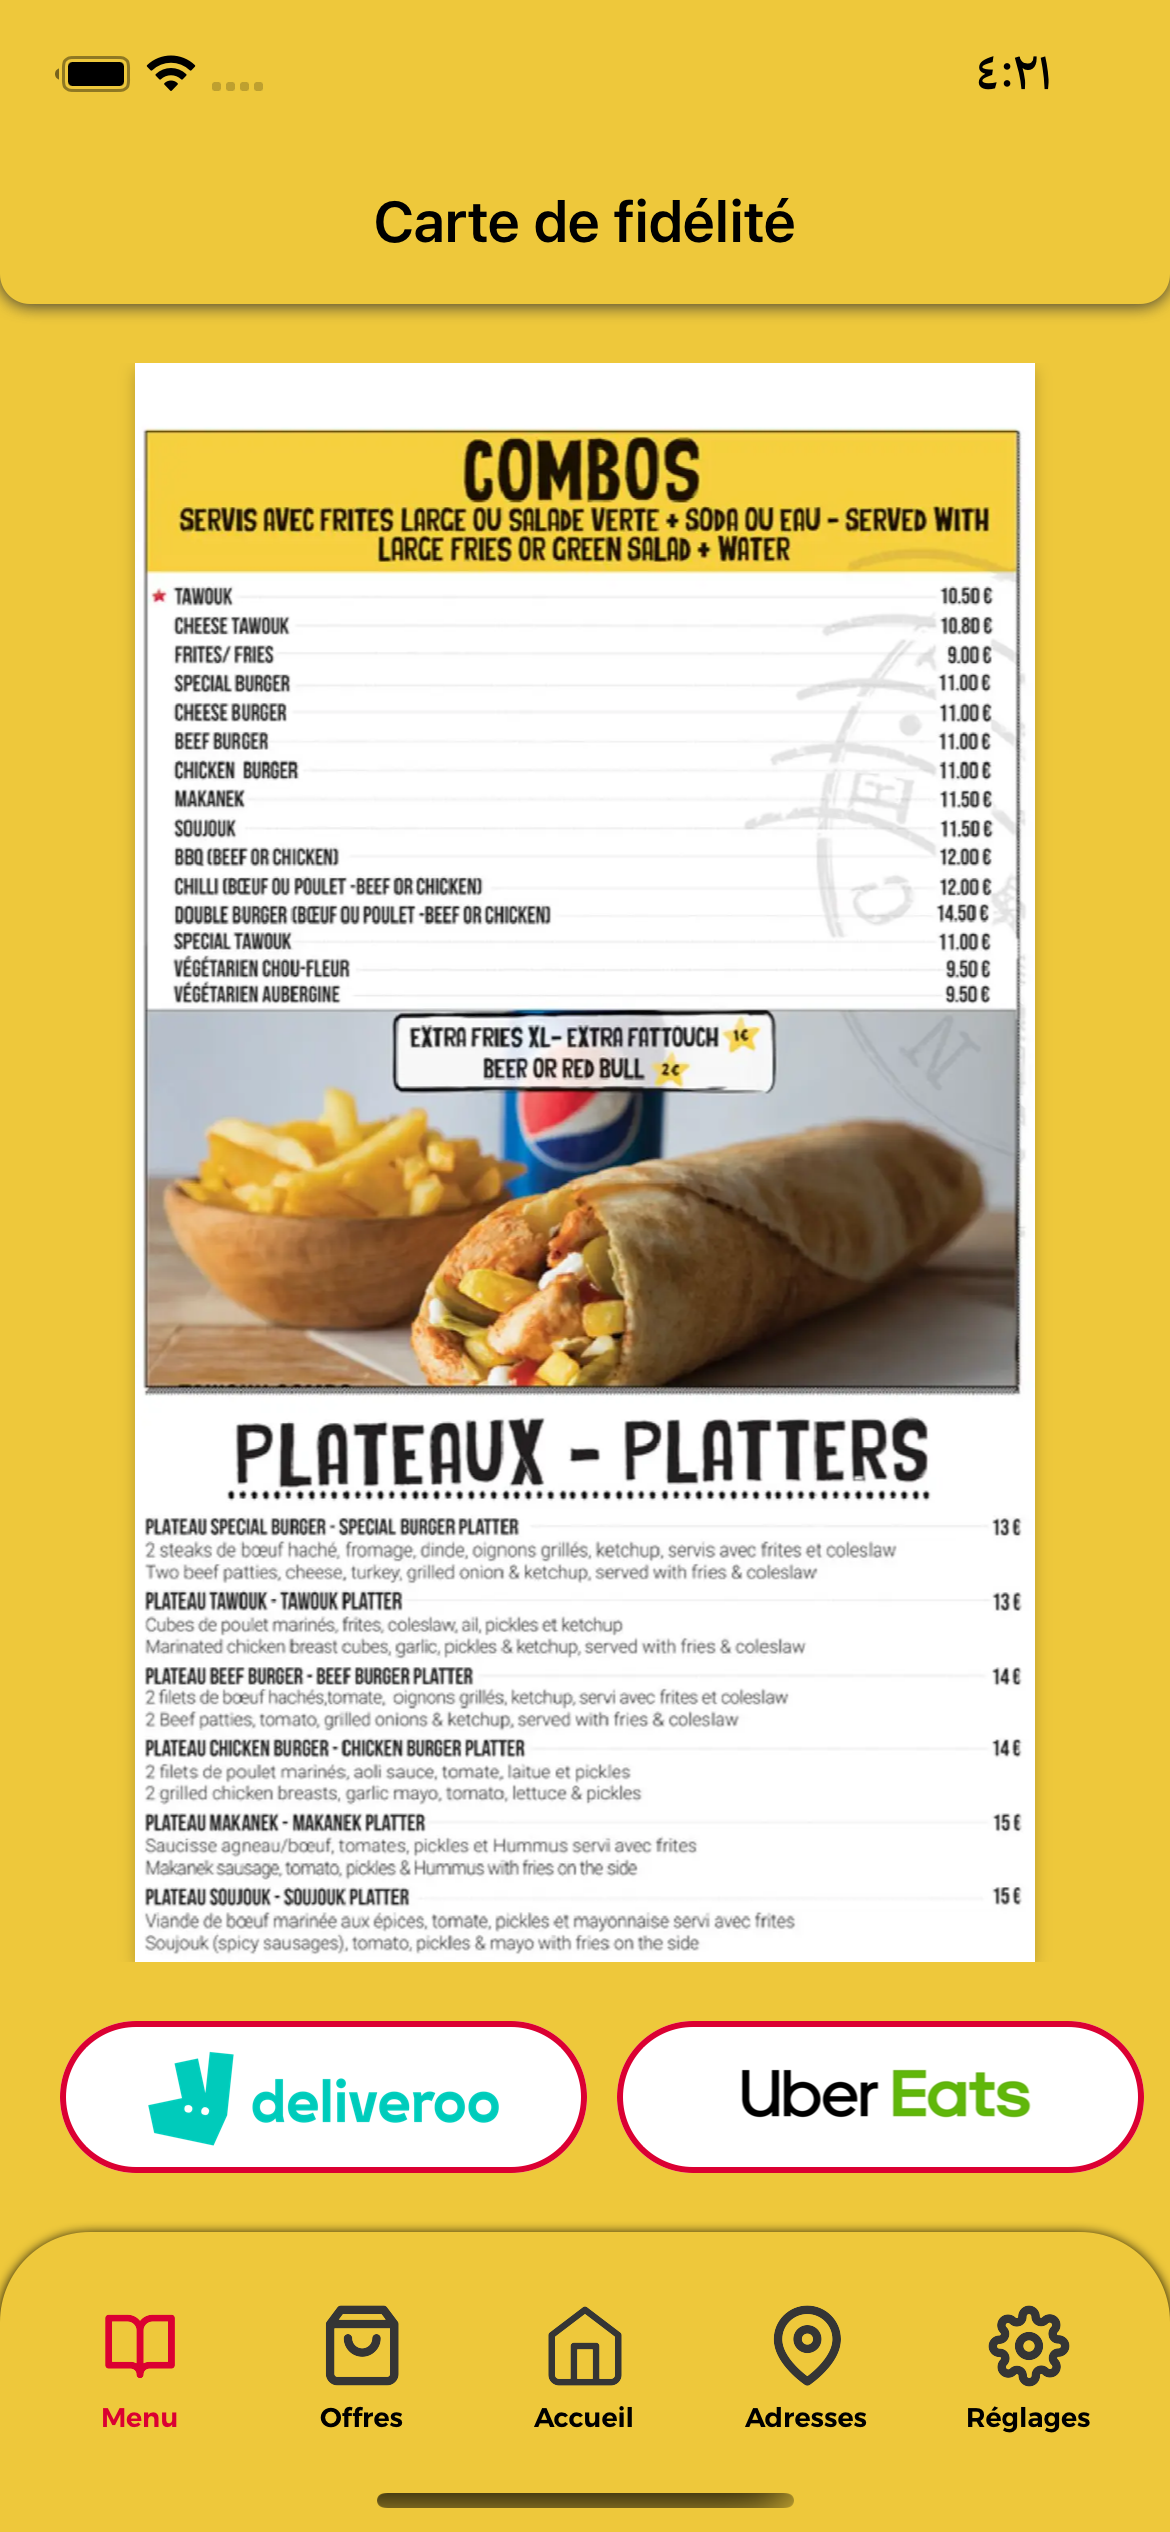 ٤:٢١
Carte de fidélité
COMBOS
SERVIS AVEC FRITES LARGE OU SALADE VERTE + SODA OU EAU - SERVED WITH
LARGE FRIES OR GREEN SALAD + WATER
TAWOUK 10.50 €
CHEESE TAWOUK 10.80 €
FRITES/ FRIES 9.00 €
SPECIAL BURGER 11.00 €
CHEESE BURGER 11.00 €
BEEF BURGER 11.00 €
CHICKEN BURGER 11.00 €
MAKANEK 11.50 €
SOUJOUK 11.50 €
BBQ (BEEF OR CHICKEN) 12.00 €
CHILLI (BŒUF OU POULET -BEEF OR CHICKEN) 12.00 €
DOUBLE BURGER (BŒUF OU POULET -BEEF OR CHICKEN) 14.50 €
SPECIAL TAWOUK 11.00 €
VÉGÉTARIEN CHOU-FLEUR 9.50 €
VÉGÉTARIEN AUBERGINE 9.50 €
EXTRA FRIES XL- EXTRA FATTOUCH 1€
BEER OR RED BULL 2€
PLATEAUX - PLATTERS
PLATEAU SPECIAL BURGER - SPECIAL BURGER PLATTER 13 €
2 steaks de bœuf haché, fromage, dinde, oignons grillés, ketchup, servis avec frites et coleslaw
Two beef patties, cheese, turkey, grilled onion & ketchup, served with fries & coleslaw
PLATEAU TAWOUK - TAWOUK PLATTER 13 €
Cubes de poulet marinés, frites, coleslaw, ail, pickles et ketchup
Marinated chicken breast cubes, garlic, pickles & ketchup, served with fries & coleslaw
PLATEAU BEEF BURGER - BEEF BURGER PLATTER 14 €
2 filets de bœuf hachés,tomate, oignons grillés, ketchup, servi avec frites et coleslaw
2 Beef patties, tomato, grilled onions & ketchup, served with fries & coleslaw
PLATEAU CHICKEN BURGER - CHICKEN BURGER PLATTER 14 €
2 filets de poulet marinés, aoli sauce, tomate, laitue et pickles
2 grilled chicken breasts, garlic mayo, tomato, lettuce & pickles
PLATEAU MAKANEK - MAKANEK PLATTER 15 €
Saucisse agneau/bœuf, tomates, pickles et Hummus servi avec frites
Makanek sausage, tomato, pickles & Hummus with fries on the side
PLATEAU SOUJOUK - SOUJOUK PLATTER 15 €
Viande de bœuf marinée aux épices, tomate, pickles et mayonnaise servi avec frites
Soujouk (spicy sausages), tomato, pickles & mayo with fries on the side
deliveroo
Uber Eats
Menu
Offres
Accueil
Adresses
Réglages